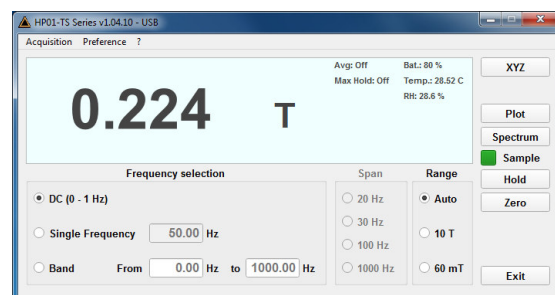 HP01-TS Series v1.04.10 - USB
Acquisition Preference ?
0.224 T
Avg: Off Bat.: 80 %
Max Hold: Off Temp.: 28.52 C
RH: 28.6 %
XYZ
Plot
Spectrum
Sample
Hold
Zero
Exit
Frequency selection
DC (0 - 1 Hz)
Single Frequency 50.00 Hz
Band From 0.00 Hz to 1000.00 Hz
Span
20 Hz
30 Hz
100 Hz
1000 Hz
Range
Auto
10 T
60 mT